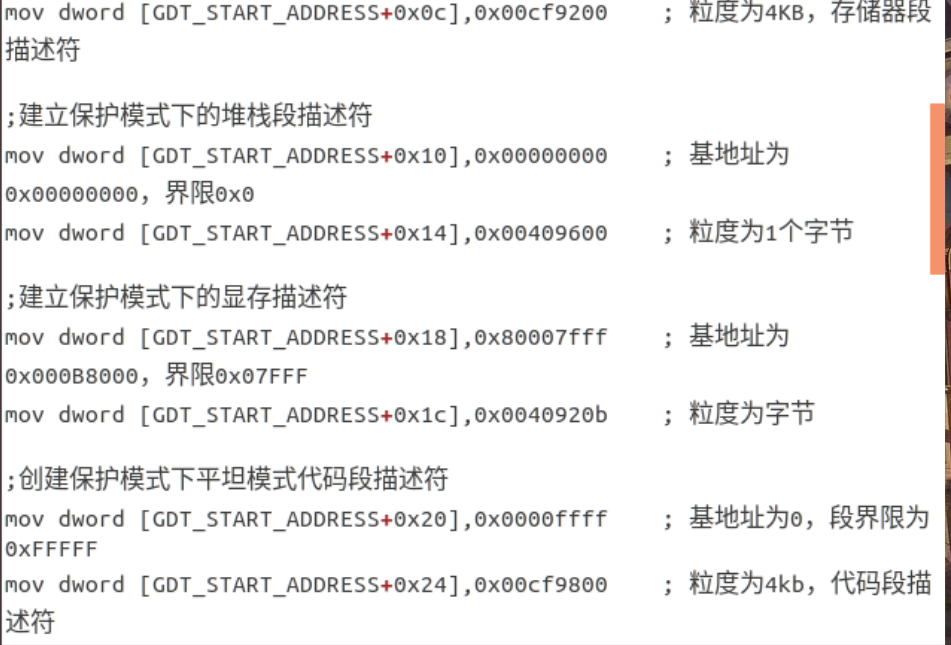 mov dword [GDT_START_ADDRESS+0x0c],0x00cf9200    ; 粒度为4KB，存储器段
描述符
;建立保护模式下的堆栈段描述符
mov dword [GDT_START_ADDRESS+0x10],0x00000000    ; 基地址为
0x00000000，界限0x0
mov dword [GDT_START_ADDRESS+0x14],0x00409600    ; 粒度为1个字节
;建立保护模式下的显存描述符
mov dword [GDT_START_ADDRESS+0x18],0x80007fff    ; 基地址为
0x000B8000，界限0x07FFF
mov dword [GDT_START_ADDRESS+0x1c],0x0040920b    ; 粒度为字节
;创建保护模式下平坦模式代码段描述符
mov dword [GDT_START_ADDRESS+0x20],0x0000ffff    ; 基地址为0，段界限为
0xFFFFF
mov dword [GDT_START_ADDRESS+0x24],0x00cf9800    ; 粒度为4kb，代码段描
述符